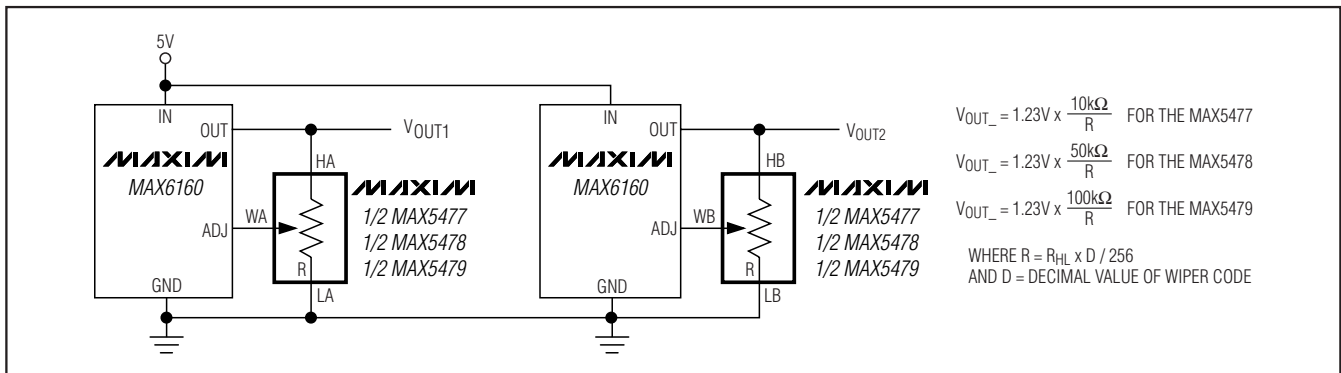 5V
IN
OUT
VOUT1
HA
MAXIM
MAX6160
MAXIM
1/2 MAX5477
1/2 MAX5478
1/2 MAX5479
WA
ADJ
R
GND
LA
IN
OUT
VOUT2
HB
MAXIM
MAX6160
MAXIM
1/2 MAX5477
1/2 MAX5478
1/2 MAX5479
WB
ADJ
R
GND
LB
VOUT_ = 1.23V x 10kΩ / R FOR THE MAX5477
VOUT_ = 1.23V x 50kΩ / R FOR THE MAX5478
VOUT_ = 1.23V x 100kΩ / R FOR THE MAX5479
WHERE R = RHL x D / 256
AND D = DECIMAL VALUE OF WIPER CODE